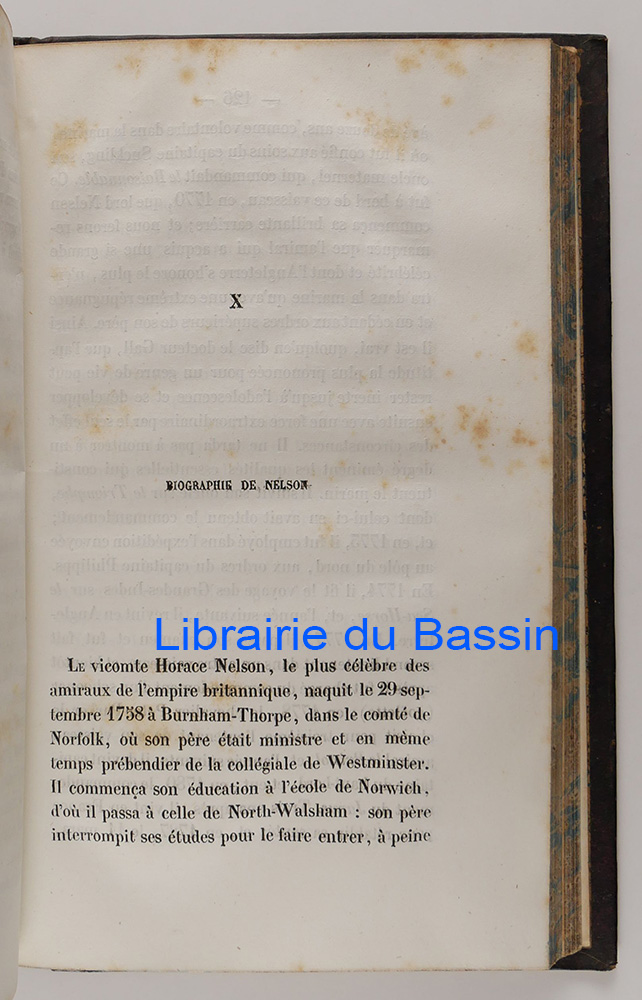 X
BIOGRAPHIE DE NELSON
Librairie du Bassin
LE vicomte Horace Nelson, le plus célèbre des
amiraux de l'empire britannique, naquit le 29 sep-
tembre 1758 à Burnham-Thorpe, dans le comté de
Norfolk, où son père était ministre et en même
temps prébendier de la collégiale de Westminster.
Il commença son éducation à l'école de Norwich,
d'où il passa à celle de North-Walsham : son père
interrompit ses études pour le faire entrer, à peine